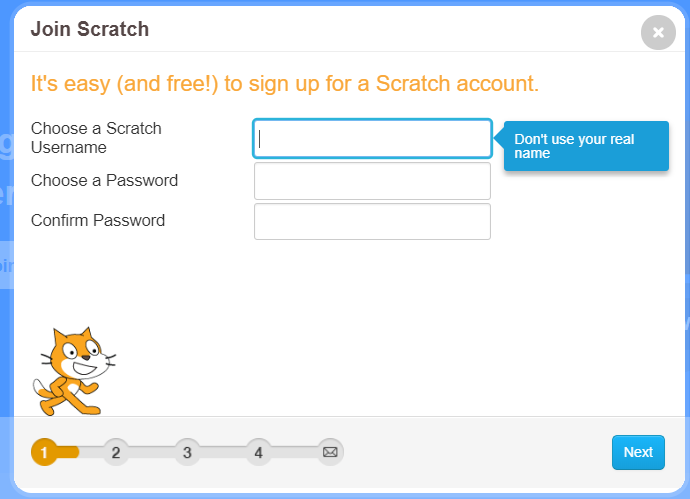 Join Scratch
It's easy (and free!) to sign up for a Scratch account.
Choose a Scratch
Username
Don't use your real
name
Choose a Password
Confirm Password
1 2 3 4
Next